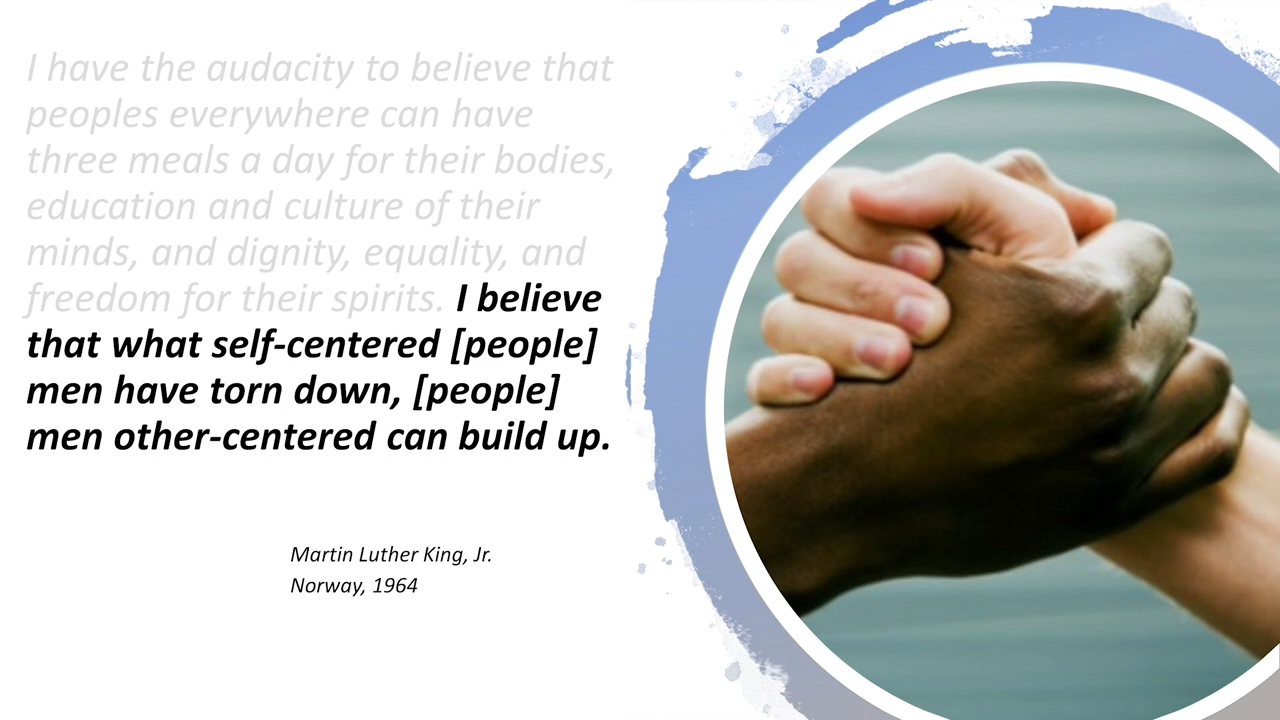 I have the audacity to believe that
peoples everywhere can have
three meals a day for their bodies,
education and culture of their
minds, and dignity, equality, and
freedom for their spirits. I believe
that what self-centered [people]
men have torn down, [people]
men other-centered can build up.
Martin Luther King, Jr.
Norway, 1964